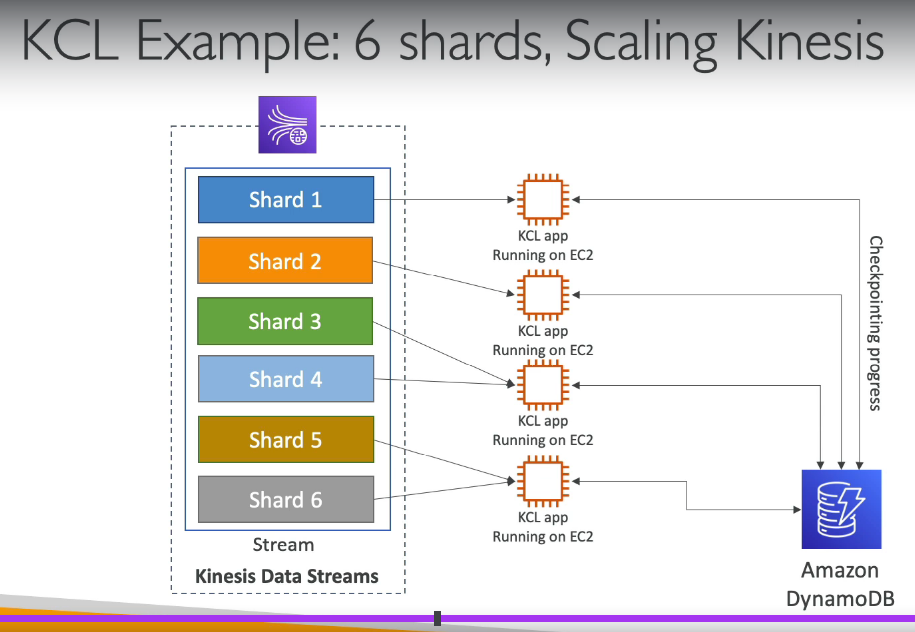 KCL Example: 6 shards, Scaling Kinesis
Shard 1
Shard 2
Shard 3
Shard 4
Shard 5
Shard 6
Stream
Kinesis Data Streams
KCL app
Running on EC2
KCL app
Running on EC2
KCL app
Running on EC2
KCL app
Running on EC2
Checkpointing progress
Amazon
DynamoDB